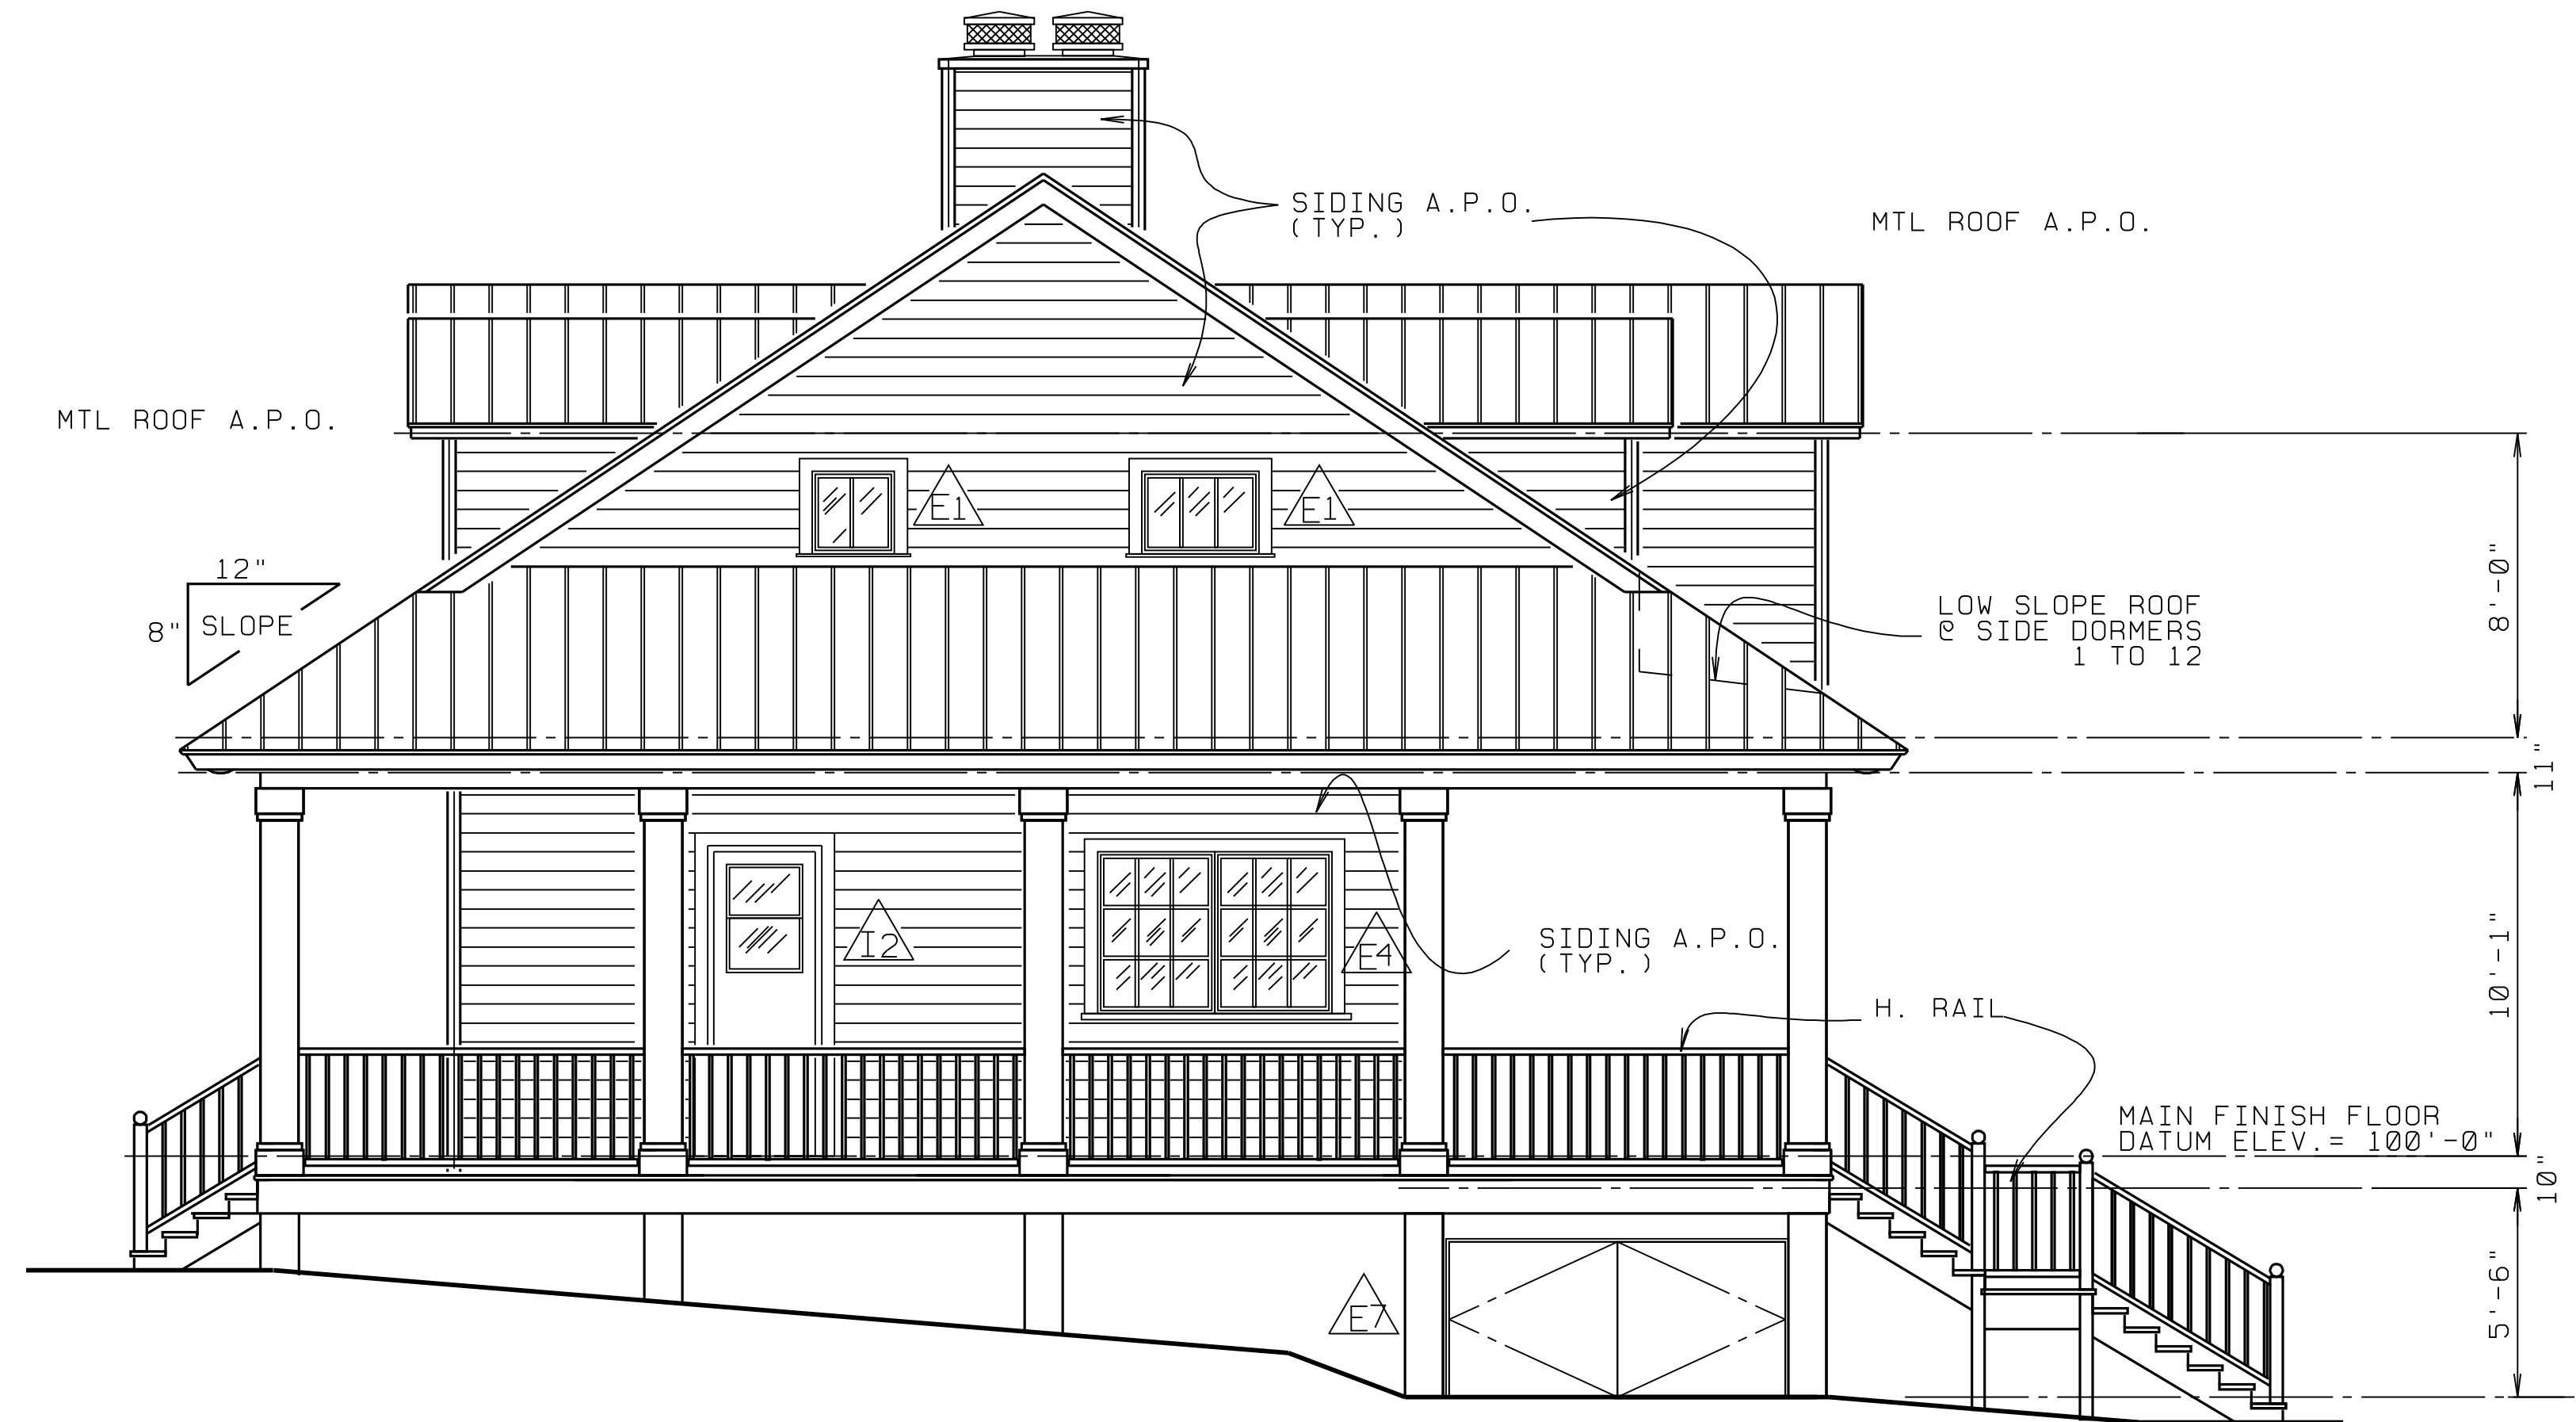 SIDING A.P.O.
(TYP.)
MTL ROOF A.P.O.
MTL ROOF A.P.O.
E1
E1
12"
8" SLOPE
8'-0"
LOW SLOPE ROOF
@ SIDE DORMERS
1 TO 12
11"
I2
E4
SIDING A.P.O.
(TYP.)
10'-1"
H. RAIL
MAIN FINISH FLOOR
DATUM ELEV.= 100'-0"
10"
5'-6"
E7